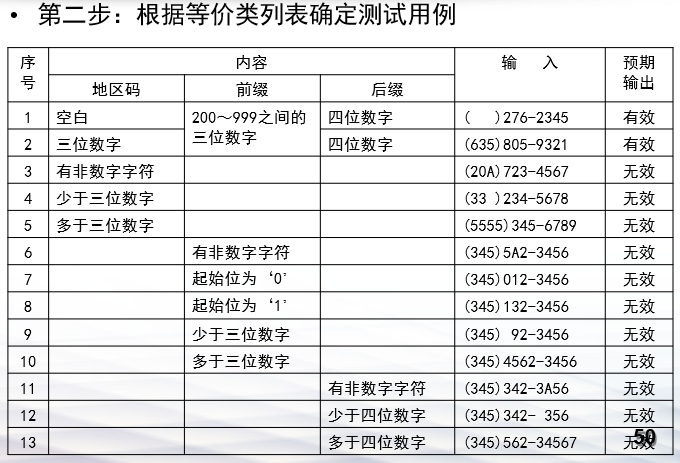 • 第二步：根据等价类列表确定测试用例
序号 内容 输 入 预期输出
地区码 前缀 后缀
1 空白 200～999之间的三位数字 四位数字 ( )276-2345 有效
2 三位数字 四位数字 (635)805-9321 有效
3 有非数字字符 (20A)723-4567 无效
4 少于三位数字 (33 )234-5678 无效
5 多于三位数字 (5555)345-6789 无效
6 有非数字字符 (345)5A2-3456 无效
7 起始位为‘0’ (345)012-3456 无效
8 起始位为‘1’ (345)132-3456 无效
9 少于三位数字 (345) 92-3456 无效
10 多于三位数字 (345)4562-3456 无效
11 有非数字字符 (345)342-3A56 无效
12 少于四位数字 (345)342- 356 无效
13 多于四位数字 (345)562-34567 无效
50